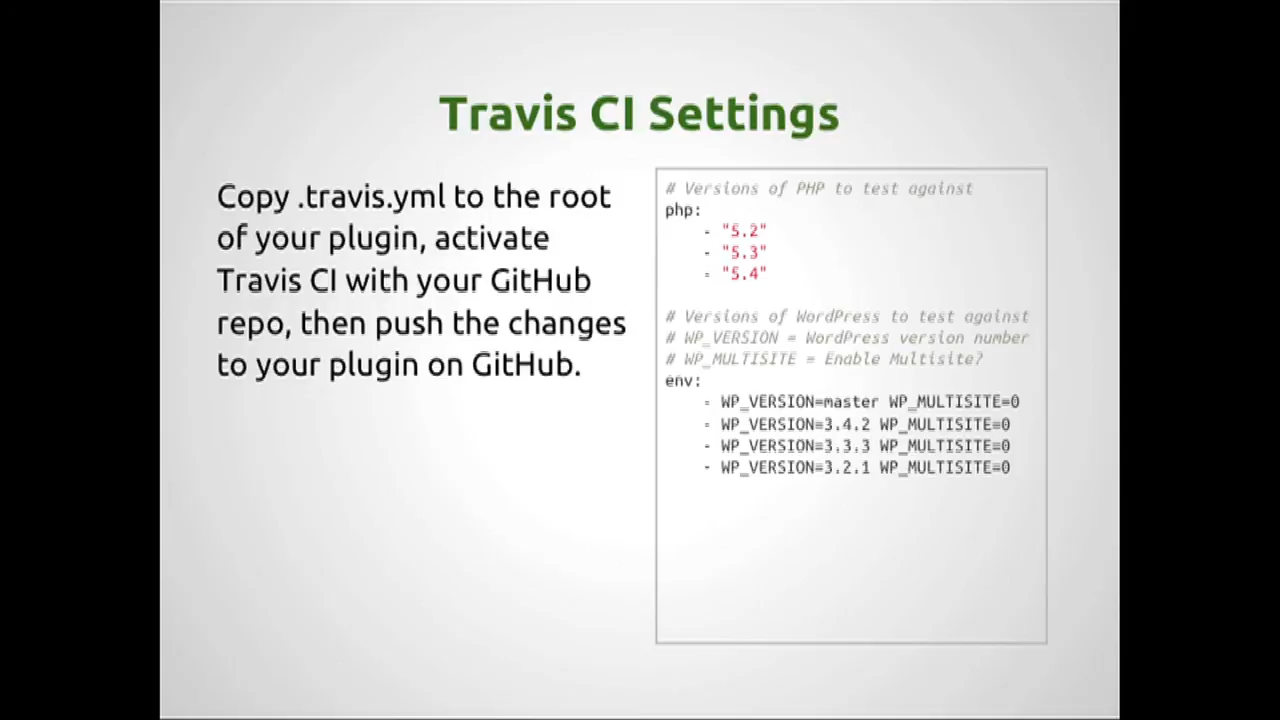 Travis CI Settings
Copy .travis.yml to the root
of your plugin, activate
Travis CI with your GitHub
repo, then push the changes
to your plugin on GitHub.
# Versions of PHP to test against
php:
- "5.2"
- "5.3"
- "5.4"
# Versions of WordPress to test against
# WP_VERSION = WordPress version number
# WP_MULTISITE = Enable Multisite?
env:
- WP_VERSION=master WP_MULTISITE=0
- WP_VERSION=3.4.2 WP_MULTISITE=0
- WP_VERSION=3.3.3 WP_MULTISITE=0
- WP_VERSION=3.2.1 WP_MULTISITE=0